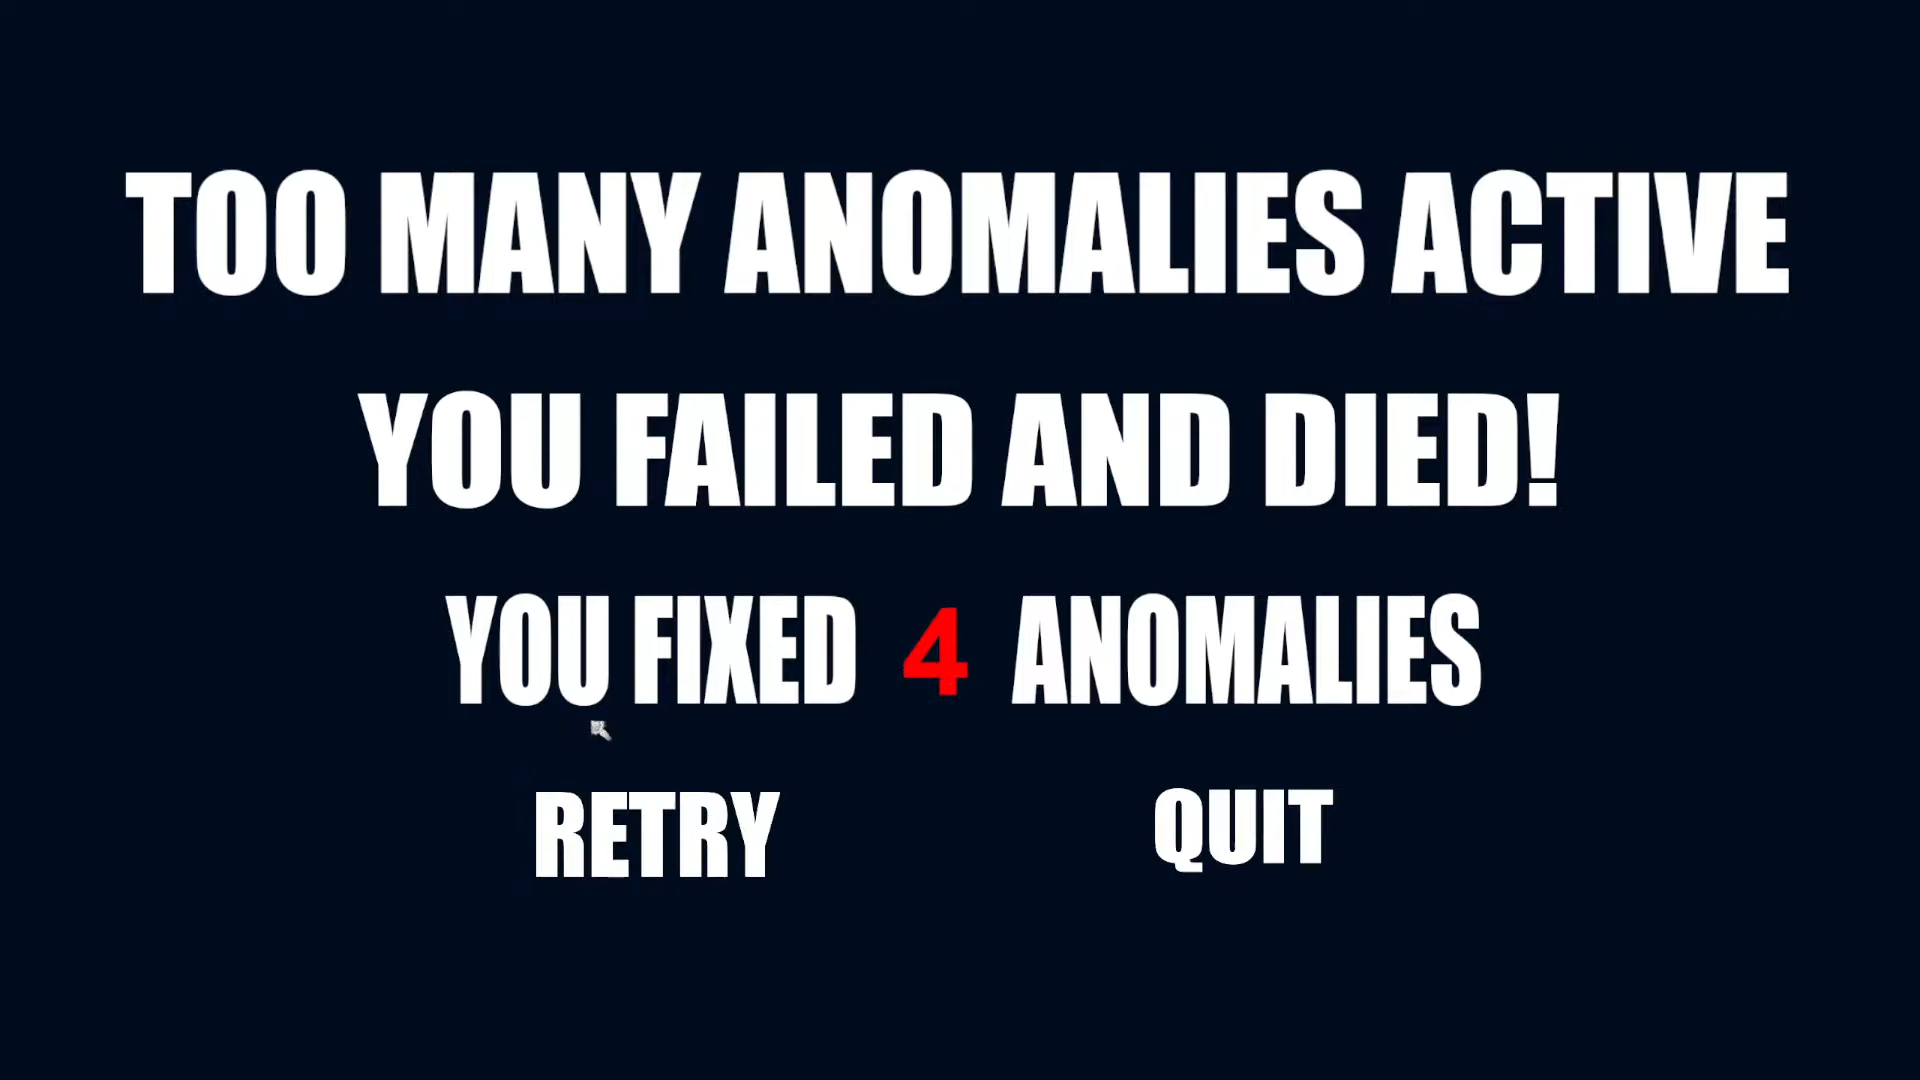 TOO MANY ANOMALIES ACTIVE
YOU FAILED AND DIED!
YOU FIXED 4 ANOMALIES
RETRY QUIT